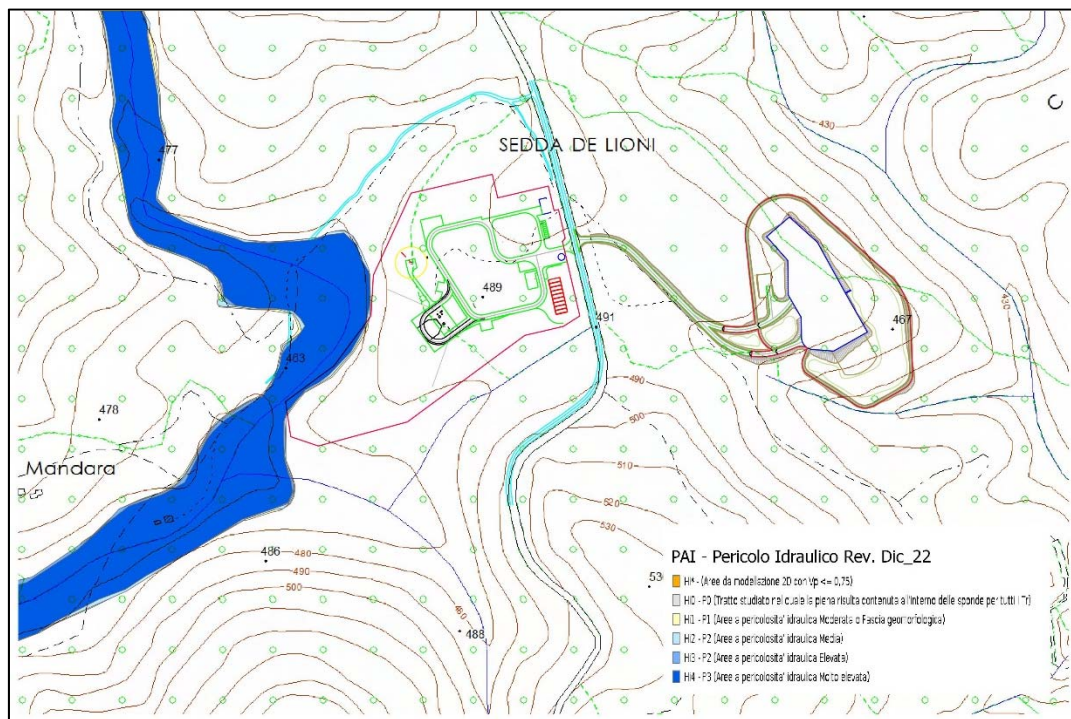 430
C
477
SEDDA DE LIONI
489
491
467
430
463
490
478
500
Mandara
510
520
530
486
480
490
500
480
488
53
PAI - Pericolo Idraulico Rev. Dic_22
Hi* - (Aree da modellazione 2D con Vp <= 0,75)
Hi0 - P0 (Tratto studiato nel quale la piena risulta contenuta all'interno delle sponde per tutti i Tr)
Hi1 - P1 (Aree a pericolosita' idraulica Moderata o Fascia geomorfologica)
Hi2 - P2 (Aree a pericolosita' idraulica Media)
Hi3 - P2 (Aree a pericolosita' idraulica Elevata)
Hi4 - P3 (Aree a pericolosita' idraulica Molto elevata)